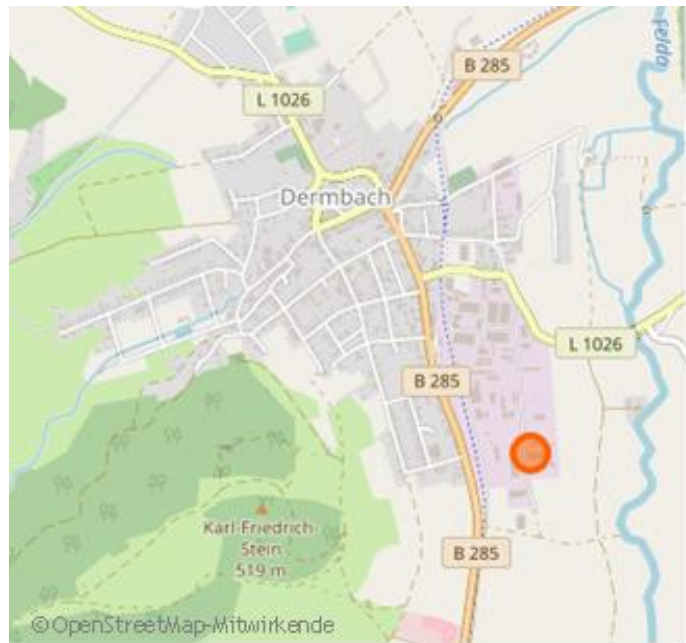 Felda
B 285
L 1026
Dermbach
L 1026
B 285
Karl-Friedrich-
Stein
519 m
B 285
©OpenStreetMap-Mitwirkende